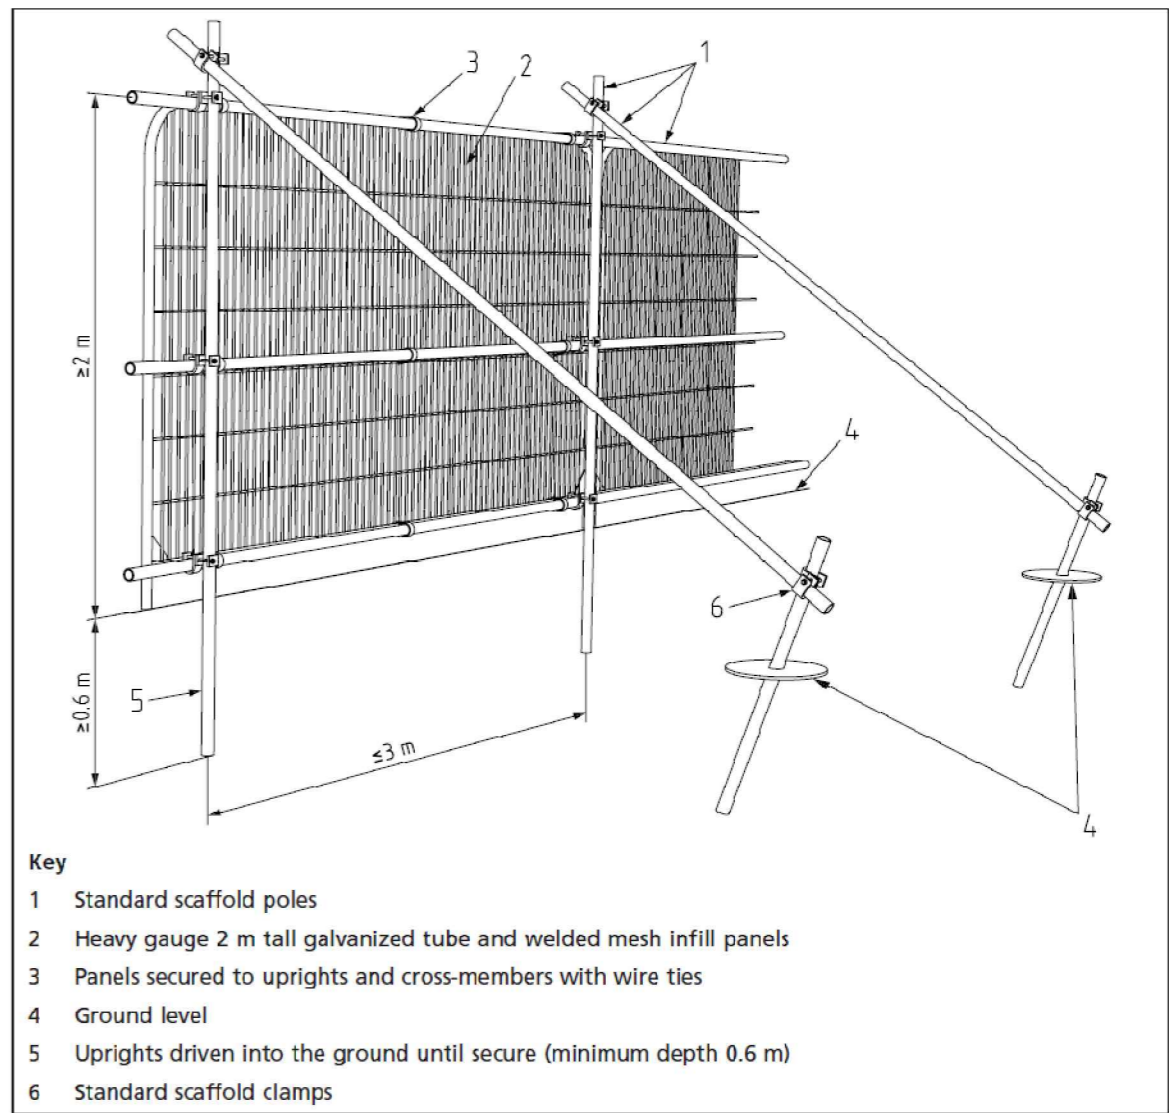 1
3
2
4
≥2 m
6
5
≥0.6 m
≤3 m
4
Key
1 Standard scaffold poles
2 Heavy gauge 2 m tall galvanized tube and welded mesh infill panels
3 Panels secured to uprights and cross-members with wire ties
4 Ground level
5 Uprights driven into the ground until secure (minimum depth 0.6 m)
6 Standard scaffold clamps